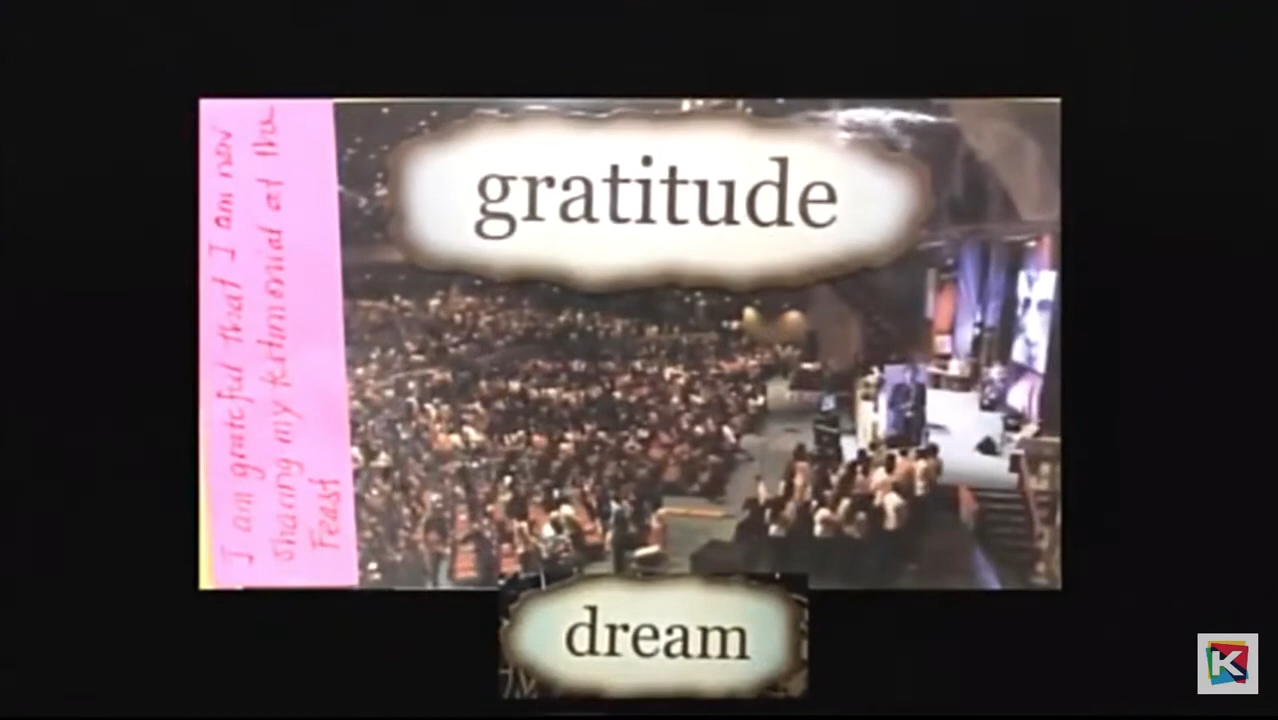 gratitude
I am grateful that I am now
sharing my testimonial at the
Feast
dream
K